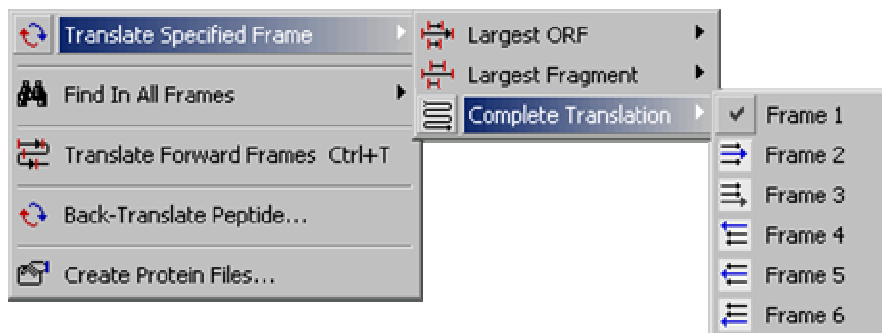 Translate Specified Frame
Find In All Frames
Translate Forward Frames Ctrl+T
Back-Translate Peptide...
Create Protein Files...
Largest ORF
Largest Fragment
Complete Translation
Frame 1
Frame 2
Frame 3
Frame 4
Frame 5
Frame 6